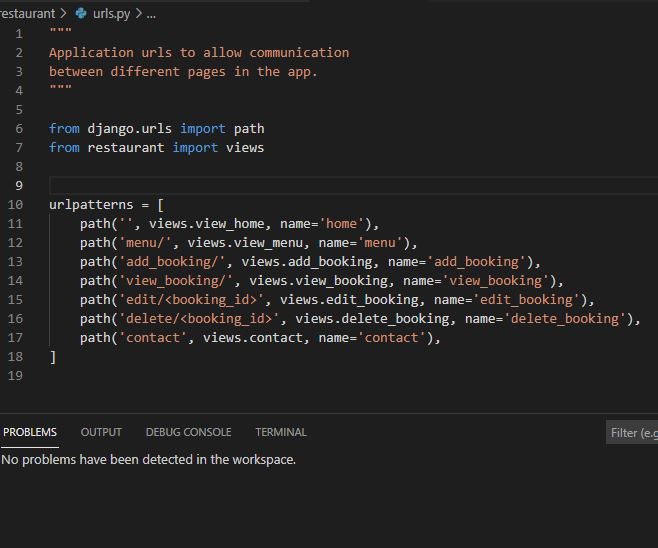 restaurant > urls.py > ...
1 """
2 Application urls to allow communication
3 between different pages in the app.
4 """
5
6 from django.urls import path
7 from restaurant import views
8
9
10 urlpatterns = [
11     path('', views.view_home, name='home'),
12     path('menu/', views.view_menu, name='menu'),
13     path('add_booking/', views.add_booking, name='add_booking'),
14     path('view_booking/', views.view_booking, name='view_booking'),
15     path('edit/<booking_id>', views.edit_booking, name='edit_booking'),
16     path('delete/<booking_id>', views.delete_booking, name='delete_booking'),
17     path('contact', views.contact, name='contact'),
18 ]
19
PROBLEMS OUTPUT DEBUG CONSOLE TERMINAL Filter (e.g
No problems have been detected in the workspace.